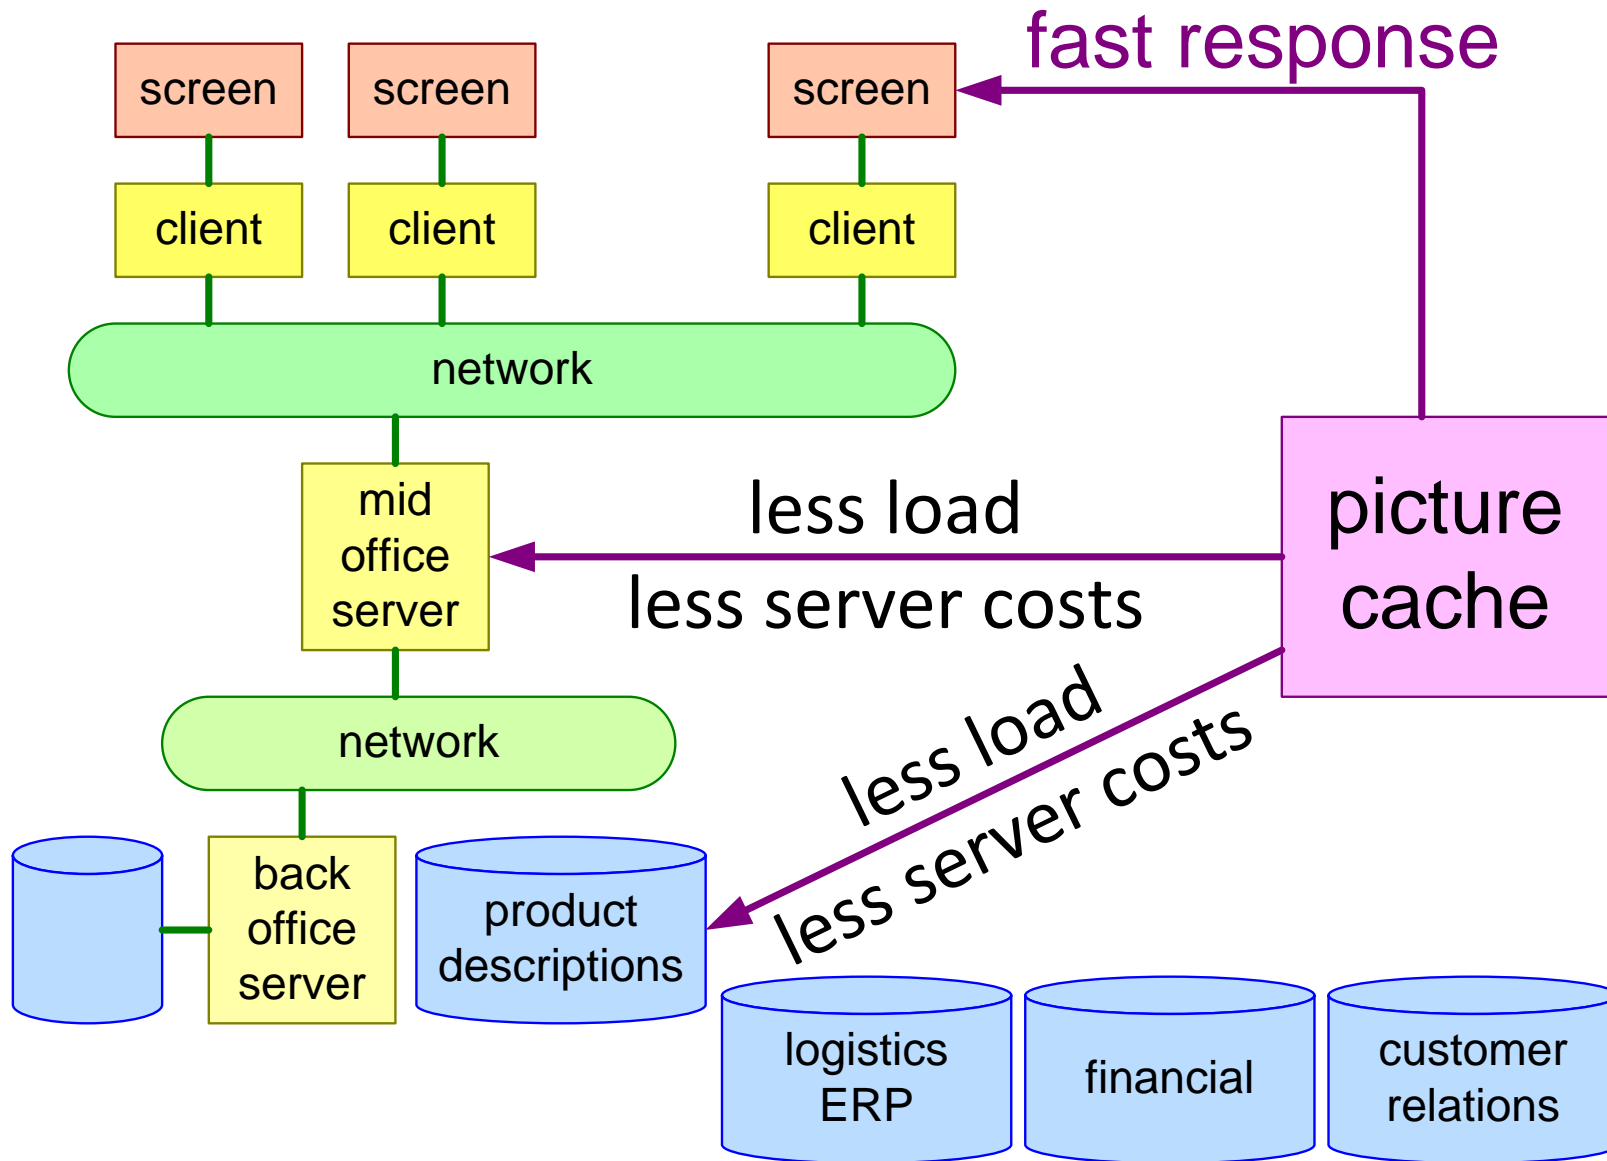 fast response
screen
screen
screen
client
client
client
network
mid
office
server
less load
less server costs
picture
cache
network
less load
less server costs
back
office
server
product
descriptions
logistics
ERP
financial
customer
relations